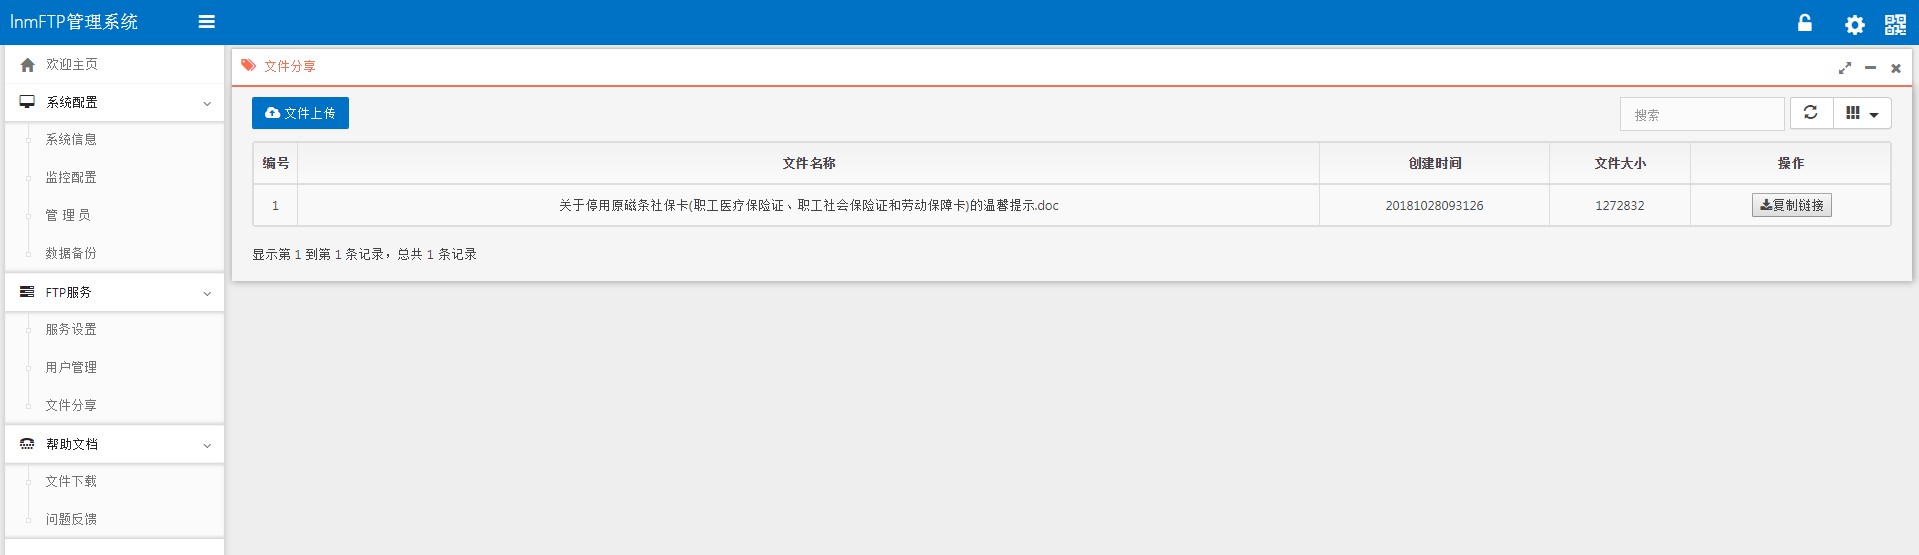 InmFTP管理系统
欢迎主页
系统配置
系统信息
监控配置
管 理 员
数据备份
FTP服务
服务设置
用户管理
文件分享
帮助文档
文件下载
问题反馈
文件分享
文件上传
搜索
编号 文件名称 创建时间 文件大小 操作
1 关于停用原磁条社保卡(职工医疗保险证、职工社会保险证和劳动保障卡)的温馨提示.doc 20181028093126 1272832 复制链接
显示第 1 到第 1 条记录，总共 1 条记录